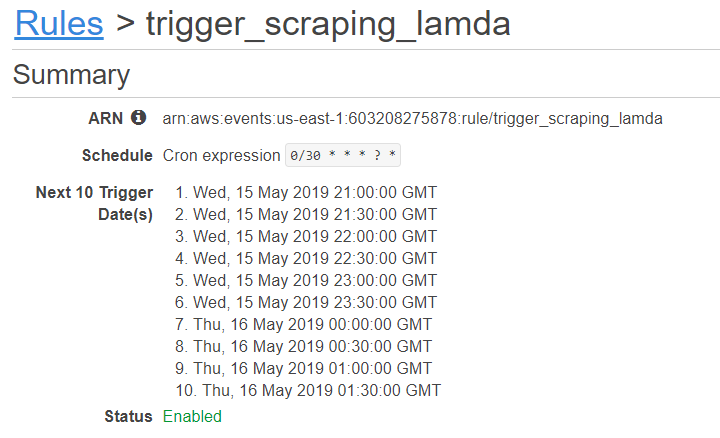 Rules > trigger_scraping_lamda
Summary
ARN arn:aws:events:us-east-1:603208275878:rule/trigger_scraping_lamda
Schedule Cron expression 0/30 * * * ? *
Next 10 Trigger Date(s)
1. Wed, 15 May 2019 21:00:00 GMT
2. Wed, 15 May 2019 21:30:00 GMT
3. Wed, 15 May 2019 22:00:00 GMT
4. Wed, 15 May 2019 22:30:00 GMT
5. Wed, 15 May 2019 23:00:00 GMT
6. Wed, 15 May 2019 23:30:00 GMT
7. Thu, 16 May 2019 00:00:00 GMT
8. Thu, 16 May 2019 00:30:00 GMT
9. Thu, 16 May 2019 01:00:00 GMT
10. Thu, 16 May 2019 01:30:00 GMT
Status Enabled